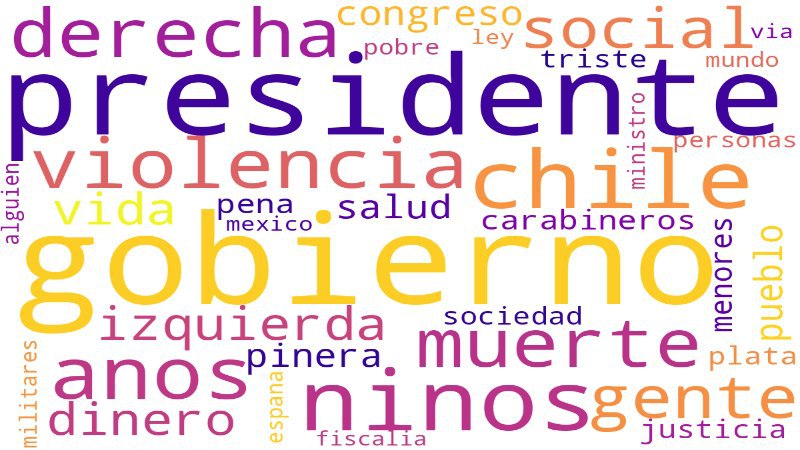 derecha
congreso
social
pobre
ley
via
triste
mundo
presidente
ministro
personas
violencia
chile
alguien
vida
pena
salud
mexico
carabineros
gobierno
menores
pueblo
izquierda
sociedad
muerte
pinera
plata
anos
militares
espana
ninos
gente
dinero
fiscalia
justicia